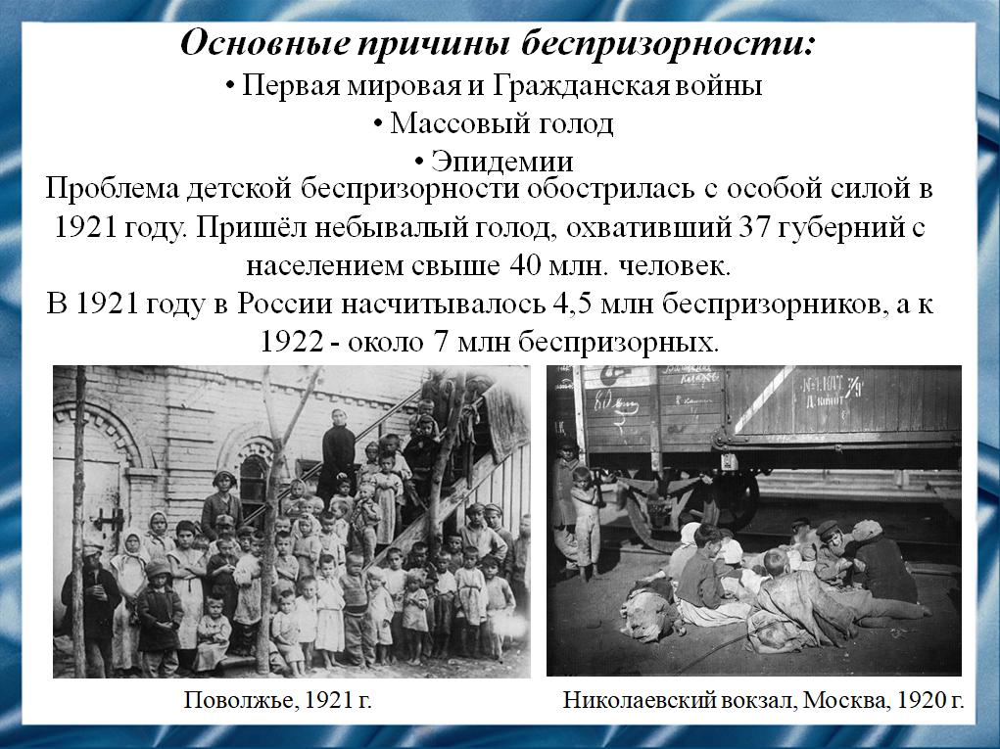 Основные причины беспризорности:
• Первая мировая и Гражданская войны
• Массовый голод
• Эпидемии
Проблема детской беспризорности обострилась с особой силой в
1921 году. Пришёл небывалый голод, охвативший 37 губерний с
населением свыше 40 млн. человек.
В 1921 году в России насчитывалось 4,5 млн беспризорников, а к
1922 - около 7 млн беспризорных.
Поволжье, 1921 г.
Николаевский вокзал, Москва, 1920 г.